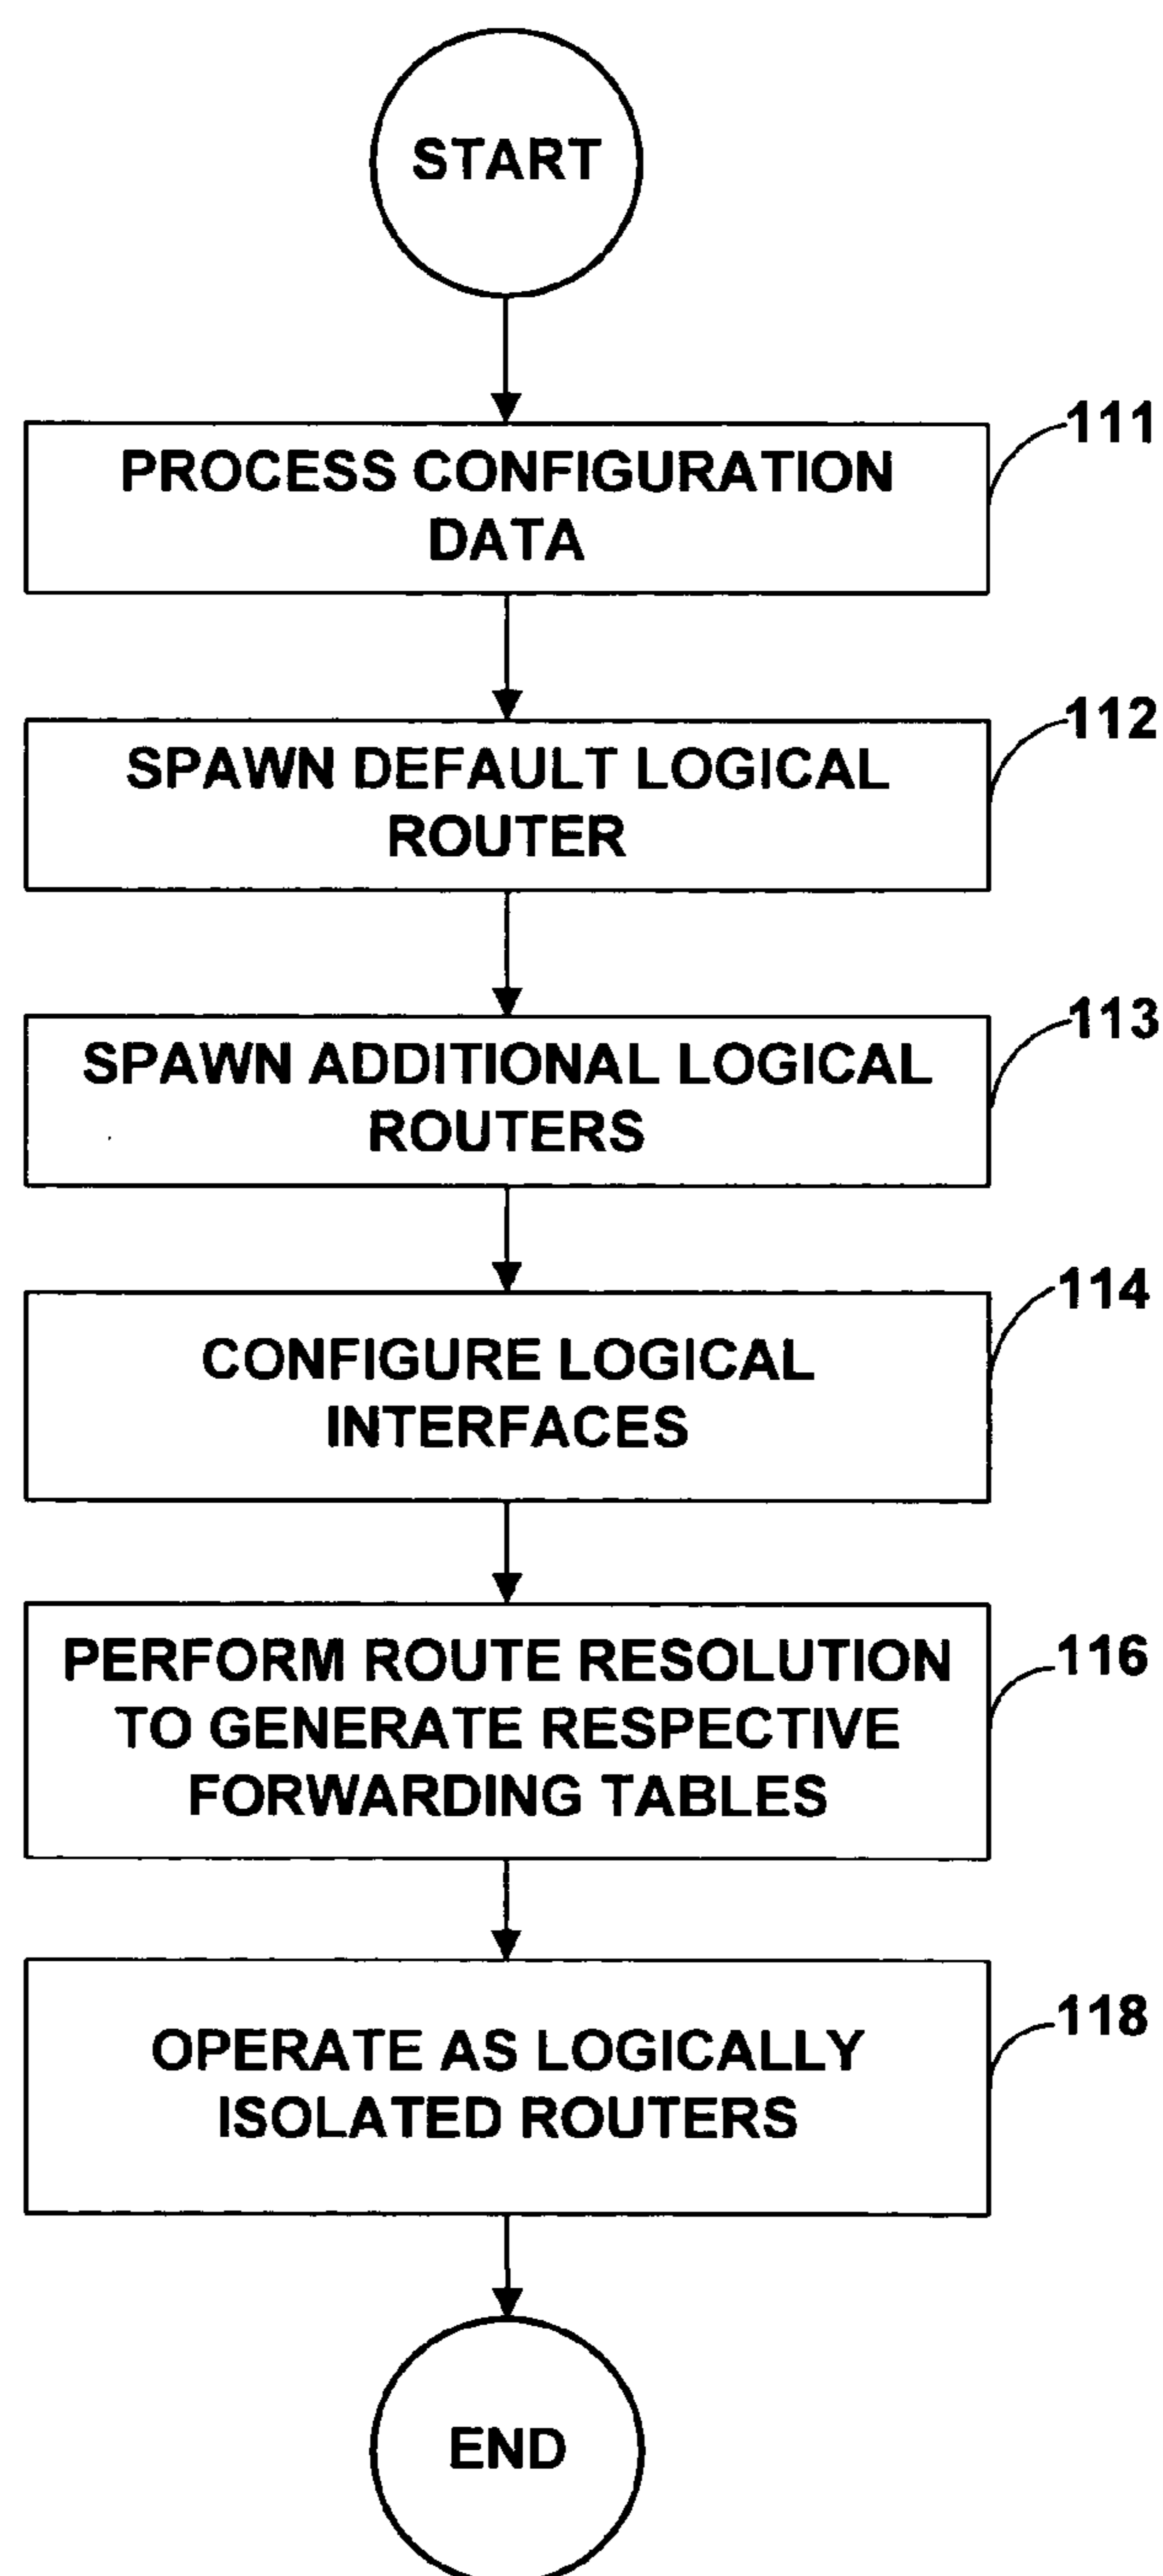 START
111
PROCESS CONFIGURATION
DATA
112
SPAWN DEFAULT LOGICAL
ROUTER
113
SPAWN ADDITIONAL LOGICAL
ROUTERS
114
CONFIGURE LOGICAL
INTERFACES
116
PERFORM ROUTE RESOLUTION
TO GENERATE RESPECTIVE
FORWARDING TABLES
118
OPERATE AS LOGICALLY
ISOLATED ROUTERS
END